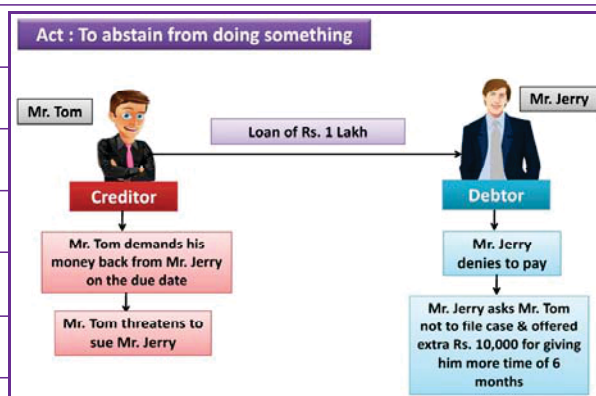 Act : To abstain from doing something
Mr. Tom
Mr. Jerry
Loan of Rs. 1 Lakh
Creditor
Debtor
Mr. Tom demands his
money back from Mr. Jerry
on the due date
Mr. Jerry
denies to pay
Mr. Tom threatens to
sue Mr. Jerry
Mr. Jerry asks Mr. Tom
not to file case & offered
extra Rs. 10,000 for giving
him more time of 6
months